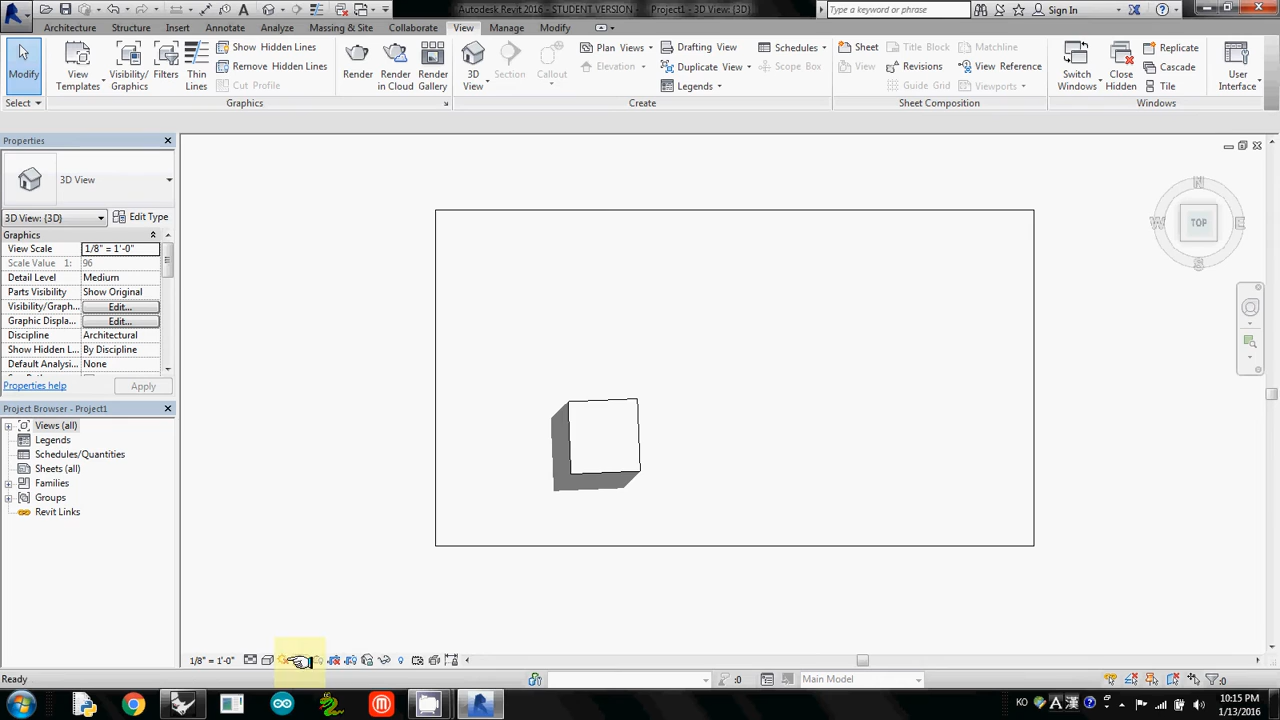 Autodesk Revit 2016 - STUDENT VERSION - Project1 - 3D View: {3D}
Type a keyword or phrase
Sign In
Architecture Structure Insert Annotate Analyze Massing & Site Collaborate View Manage Modify
Modify
View Templates
Visibility/ Graphics
Filters
Thin Lines
Show Hidden Lines
Remove Hidden Lines
Cut Profile
Render
Render in Cloud
Render Gallery
3D View
Section
Callout
Plan Views
Elevation
Drafting View
Duplicate View
Legends
Schedules
Scope Box
Sheet
View
Title Block
Revisions
Guide Grid
Matchline
View Reference
Viewports
Switch Windows
Close Hidden
Replicate
Cascade
Tile
User Interface
Select Graphics Create Sheet Composition Windows
Properties
3D View
3D View: {3D} Edit Type
Graphics
View Scale 1/8" = 1'-0"
Scale Value 1: 96
Detail Level Medium
Parts Visibility Show Original
Visibility/Graph... Edit...
Graphic Displa... Edit...
Discipline Architectural
Show Hidden L... By Discipline
Default Analysi... None
Properties help Apply
Project Browser - Project1
Views (all)
Legends
Schedules/Quantities
Sheets (all)
Families
Groups
Revit Links
N
W TOP E
S
1/8" = 1'-0"
Ready
:0
Main Model
:0
KO
10:15 PM
1/13/2016